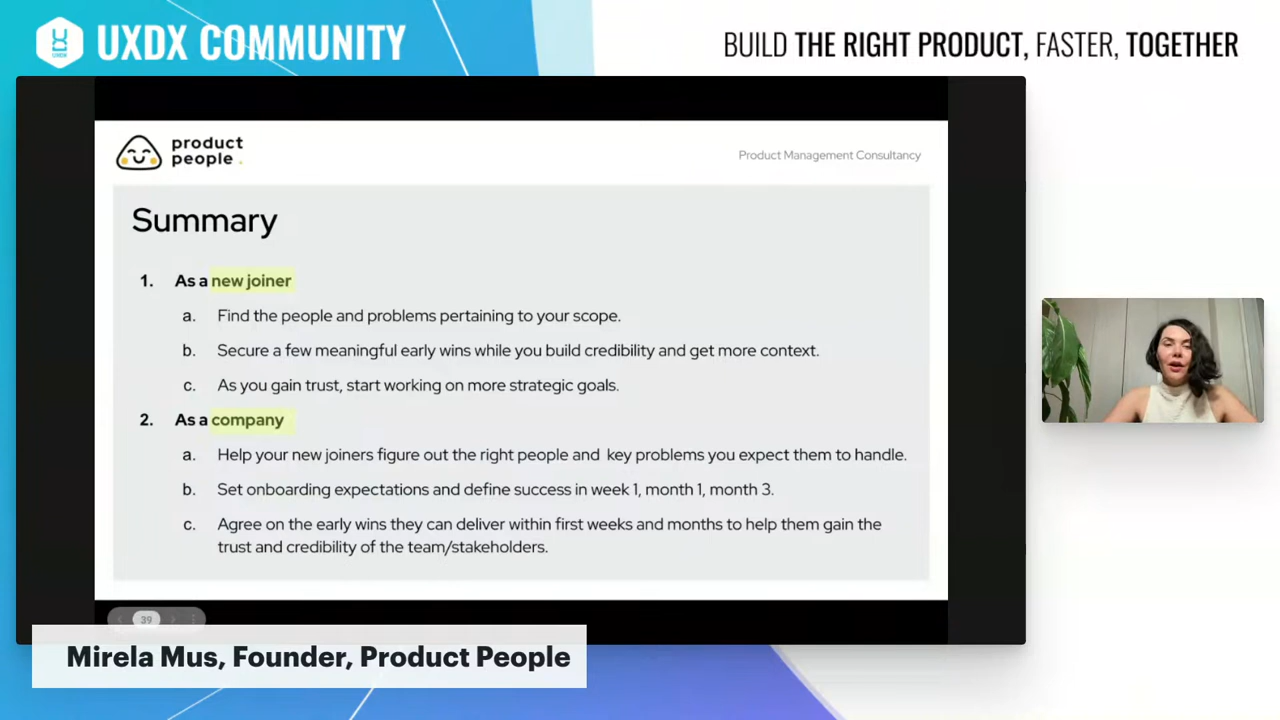 UXDX COMMUNITY
BUILD THE RIGHT PRODUCT, FASTER, TOGETHER
product
people.
Product Management Consultancy
Summary
1. As a new joiner
a. Find the people and problems pertaining to your scope.
b. Secure a few meaningful early wins while you build credibility and get more context.
c. As you gain trust, start working on more strategic goals.
2. As a company
a. Help your new joiners figure out the right people and key problems you expect them to handle.
b. Set onboarding expectations and define success in week 1, month 1, month 3.
c. Agree on the early wins they can deliver within first weeks and months to help them gain the
trust and credibility of the team/stakeholders.
39
Mirela Mus, Founder, Product People